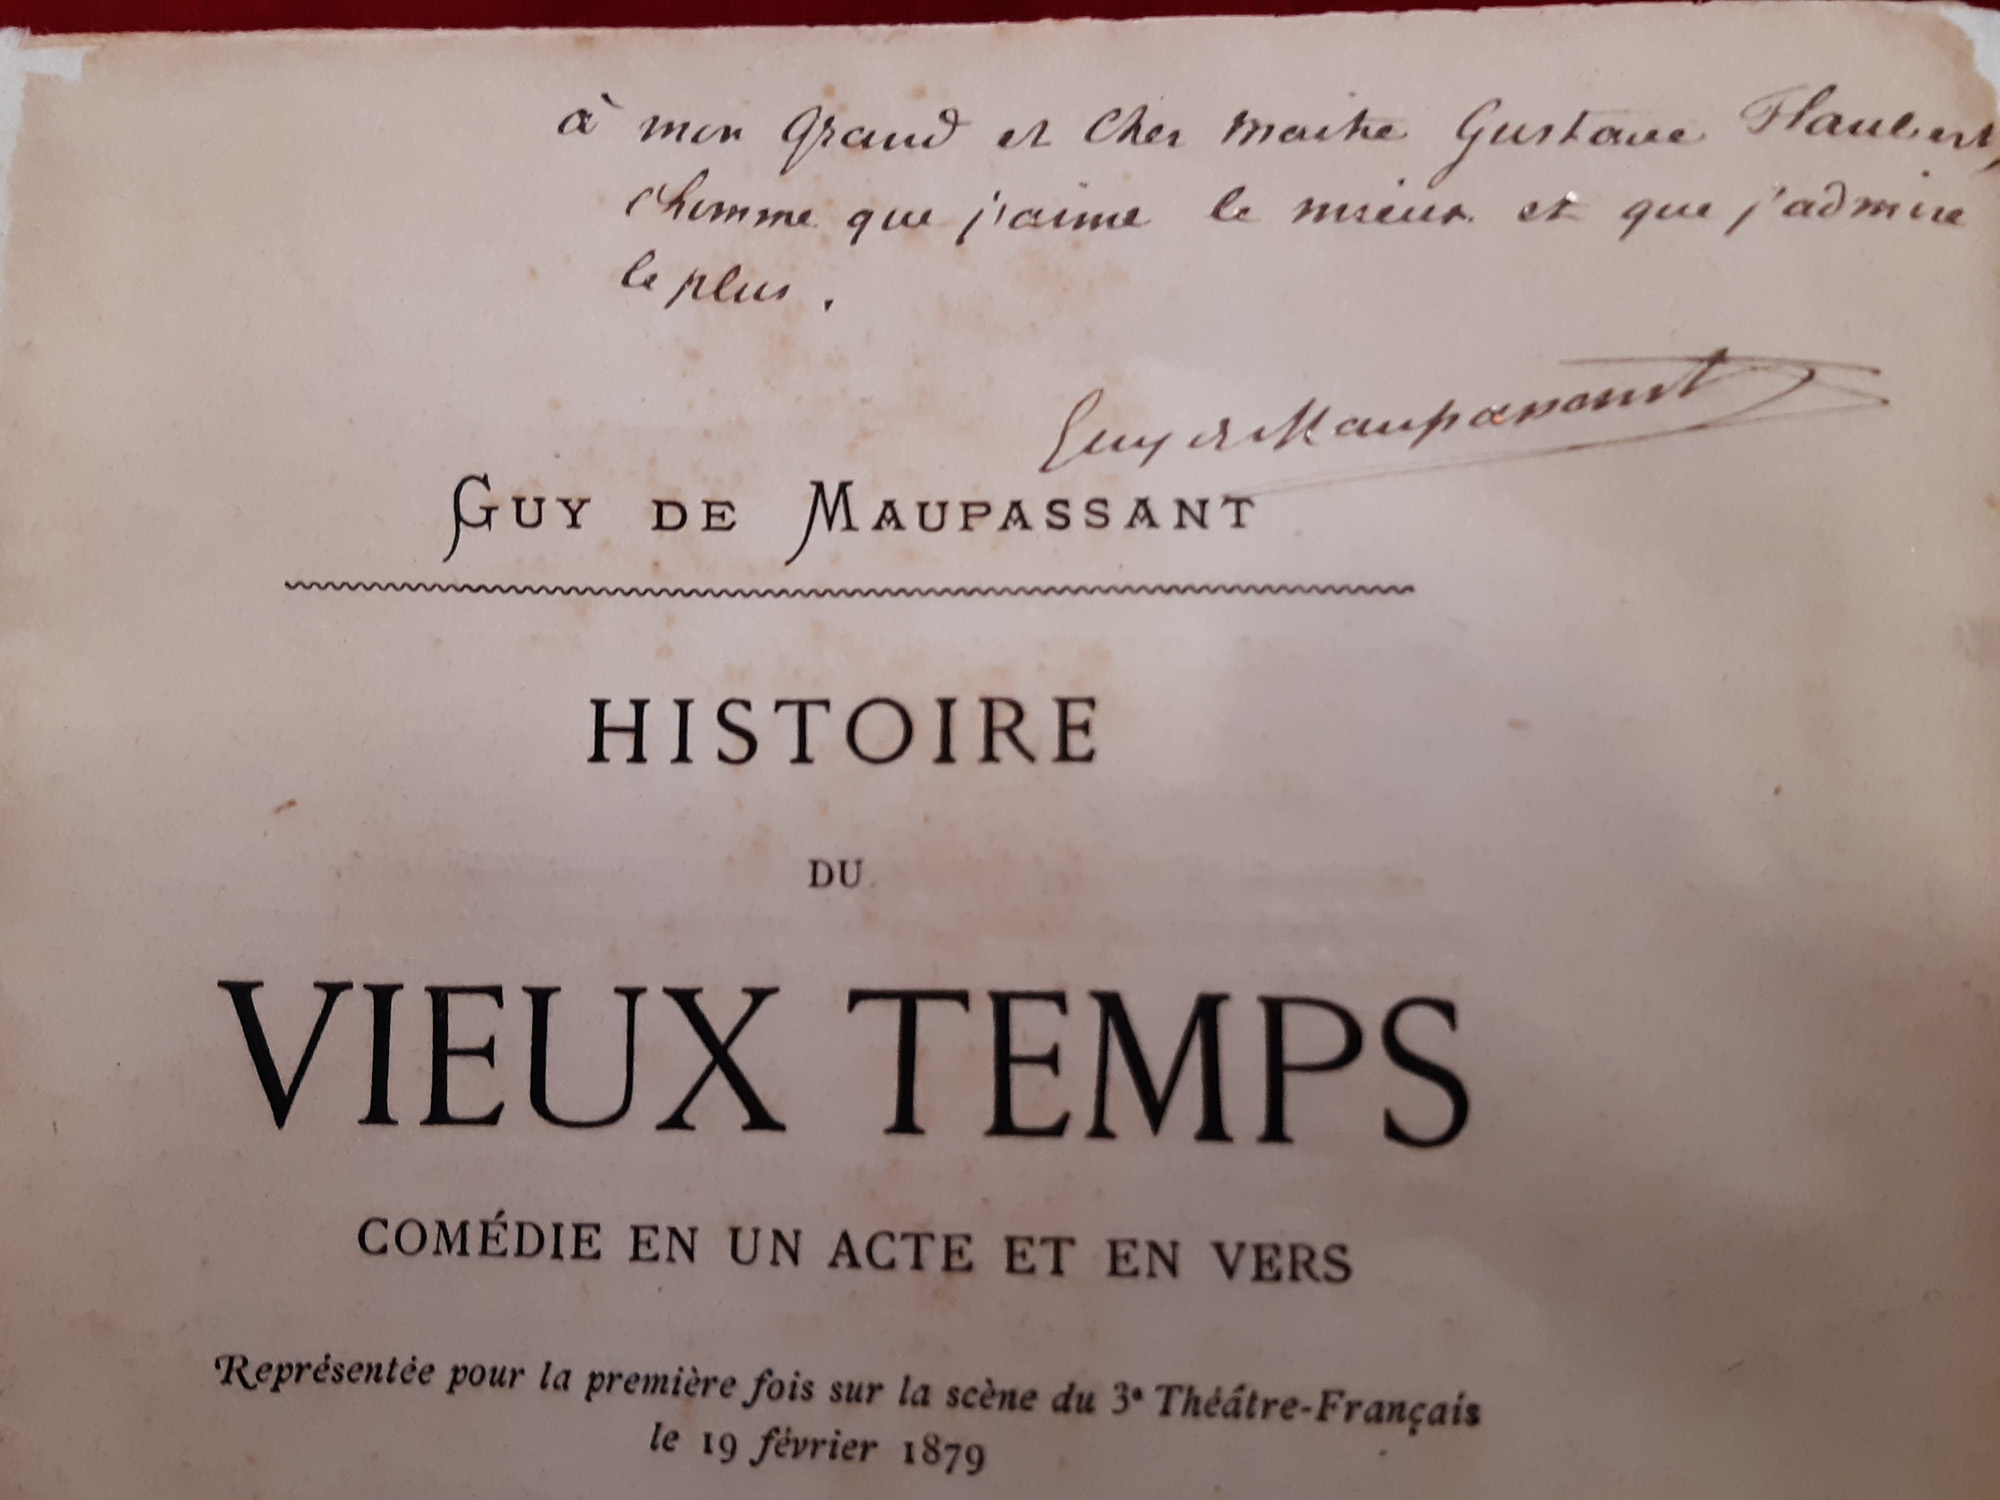 à mon Grand et Cher maître Gustave Flaubert,
l'homme que j'aime le mieux et que j'admire
le plus.
Guy de Maupassant
GUY DE MAUPASSANT
HISTOIRE
DU
VIEUX TEMPS
COMÉDIE EN UN ACTE ET EN VERS
Représentée pour la première fois sur la scène du 3e Théâtre-Français
le 19 février 1879